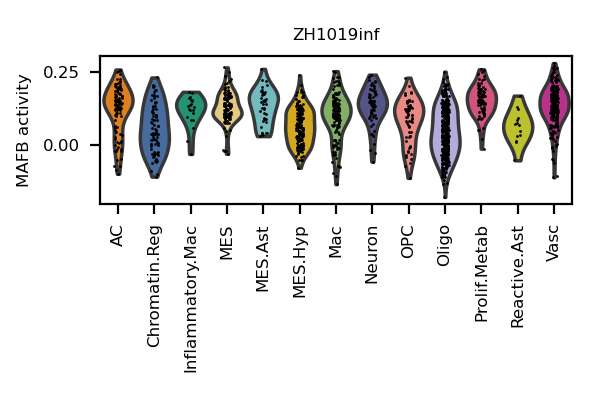 ZH1019inf
MAFB activity
0.25
0.00
AC
Chromatin.Reg
Inflammatory.Mac
MES
MES.Ast
MES.Hyp
Mac
Neuron
OPC
Oligo
Prolif.Metab
Reactive.Ast
Vasc